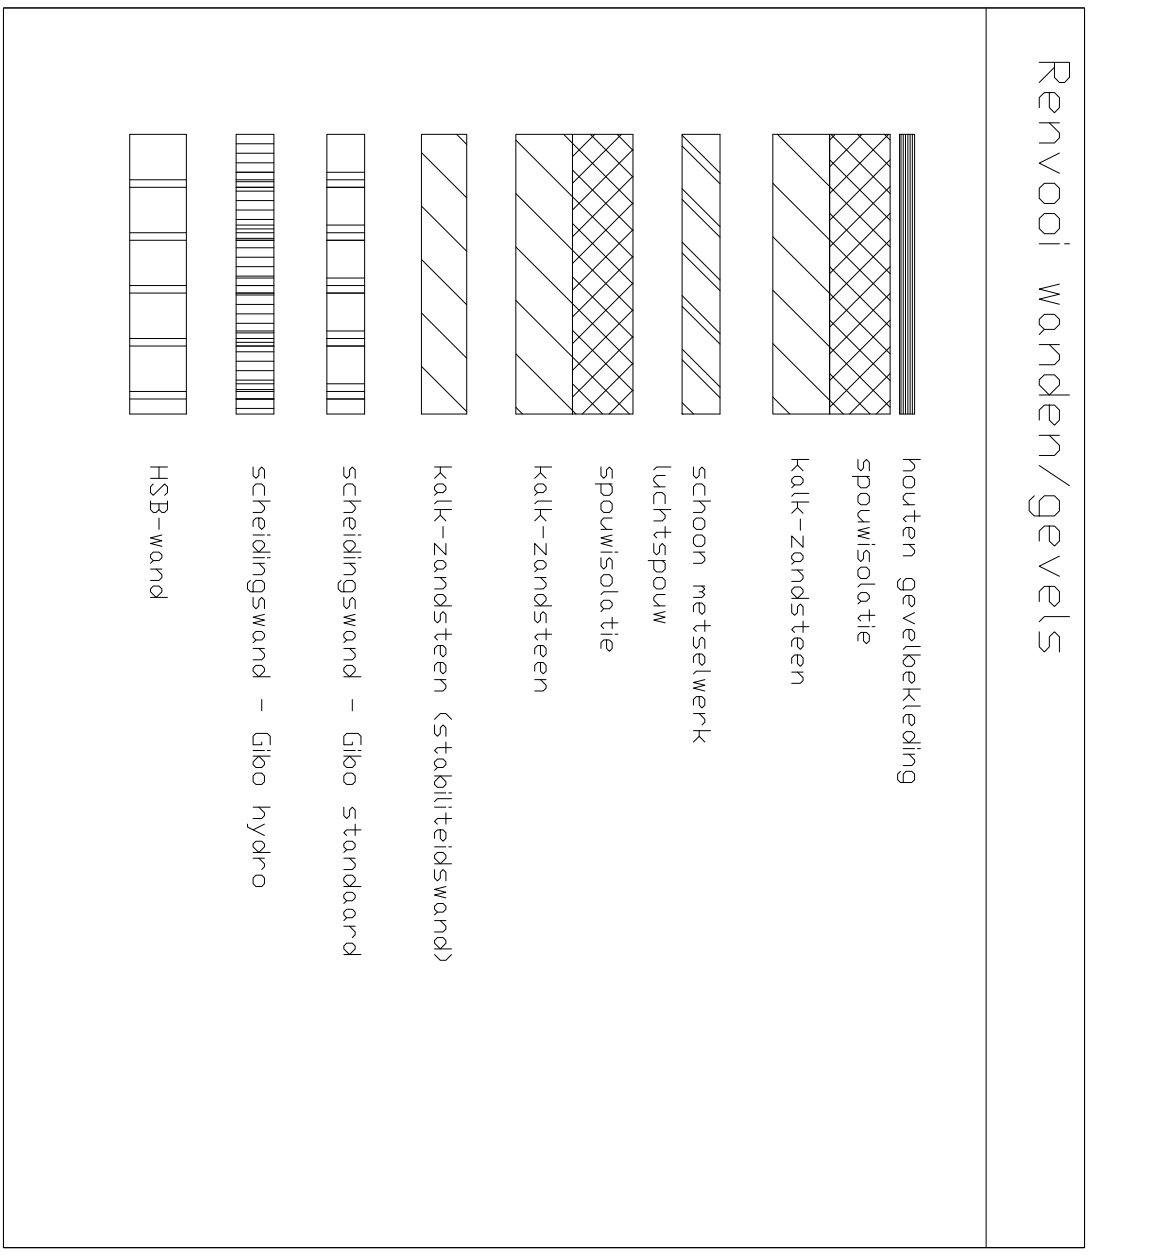 Renvooi wanden/gevels
houten gevelbekleding
spouwisolatie
kalk-zandsteen
schoon metselwerk
luchtspouw
spouwisolatie
kalk-zandsteen
kalk-zandsteen (stabiliteidswand)
scheidingswand - Gibo standaard
scheidingswand - Gibo hydro
HSB-wand